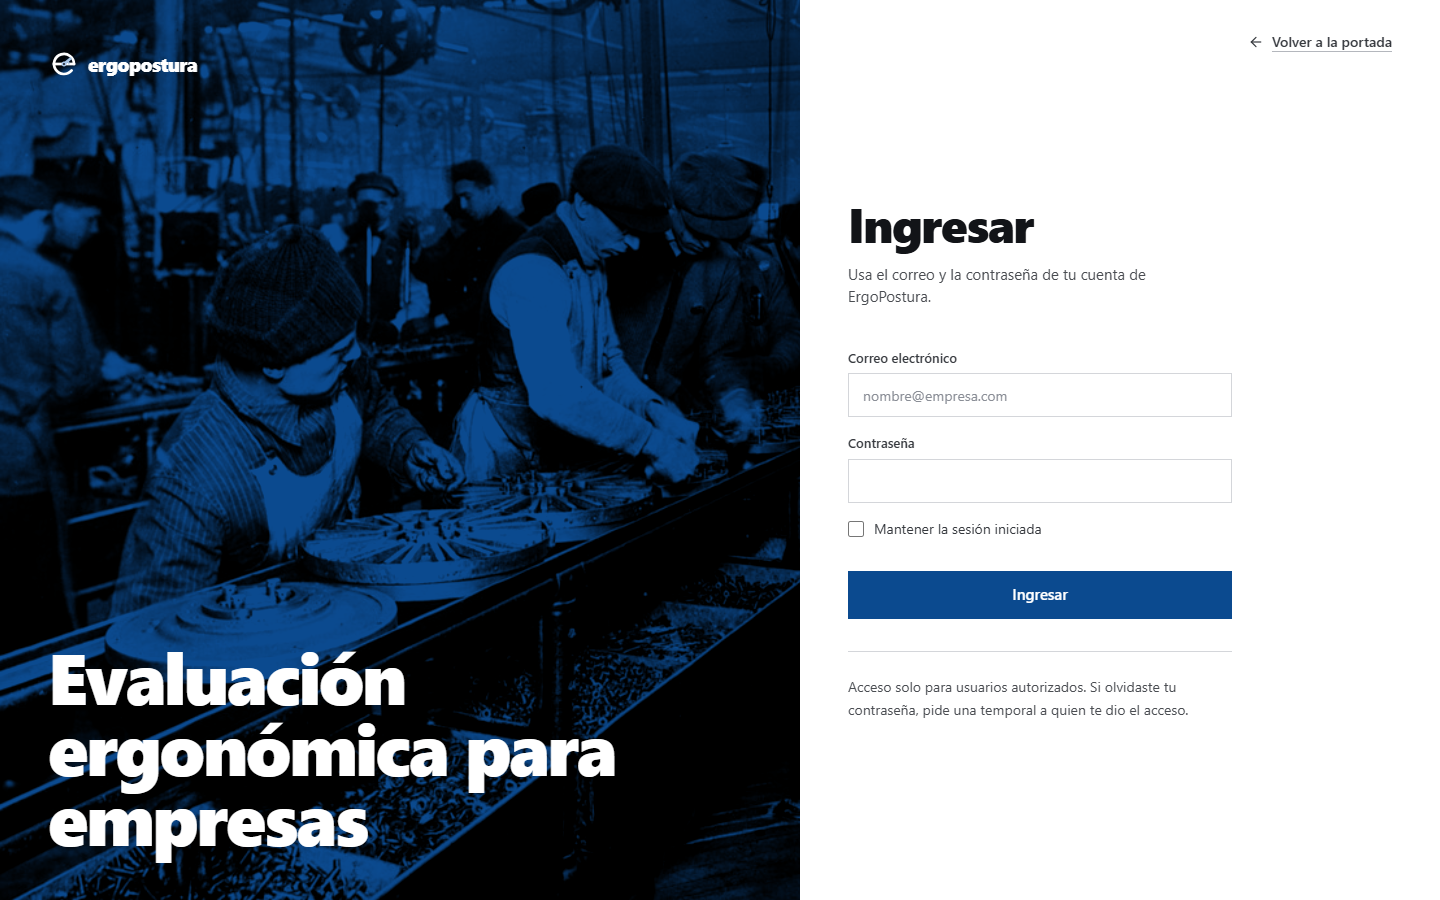 ergopostura
Evaluación
ergonómica para
empresas
Volver a la portada
Ingresar
Usa el correo y la contraseña de tu cuenta de
ErgoPostura.
Correo electrónico
nombre@empresa.com
Contraseña
Mantener la sesión iniciada
Ingresar
Acceso solo para usuarios autorizados. Si olvidaste tu
contraseña, pide una temporal a quien te dio el acceso.